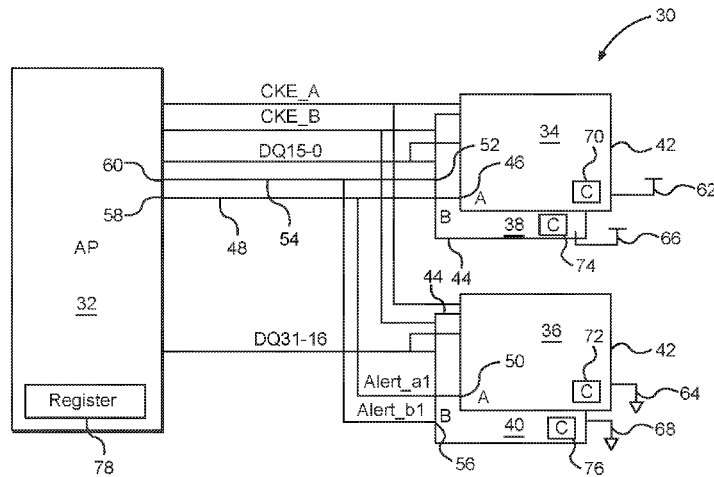 30
CKE_A
CKE_B
DQ15-0
34
42
52
70
C
60
46
62
A
58
54
B
C
48
38
66
AP
44
74
44
32
36
42
72
DQ31-16
50
C
Alert_a1
A
64
Register
B
Alert_b1
40
C
68
78
56
76